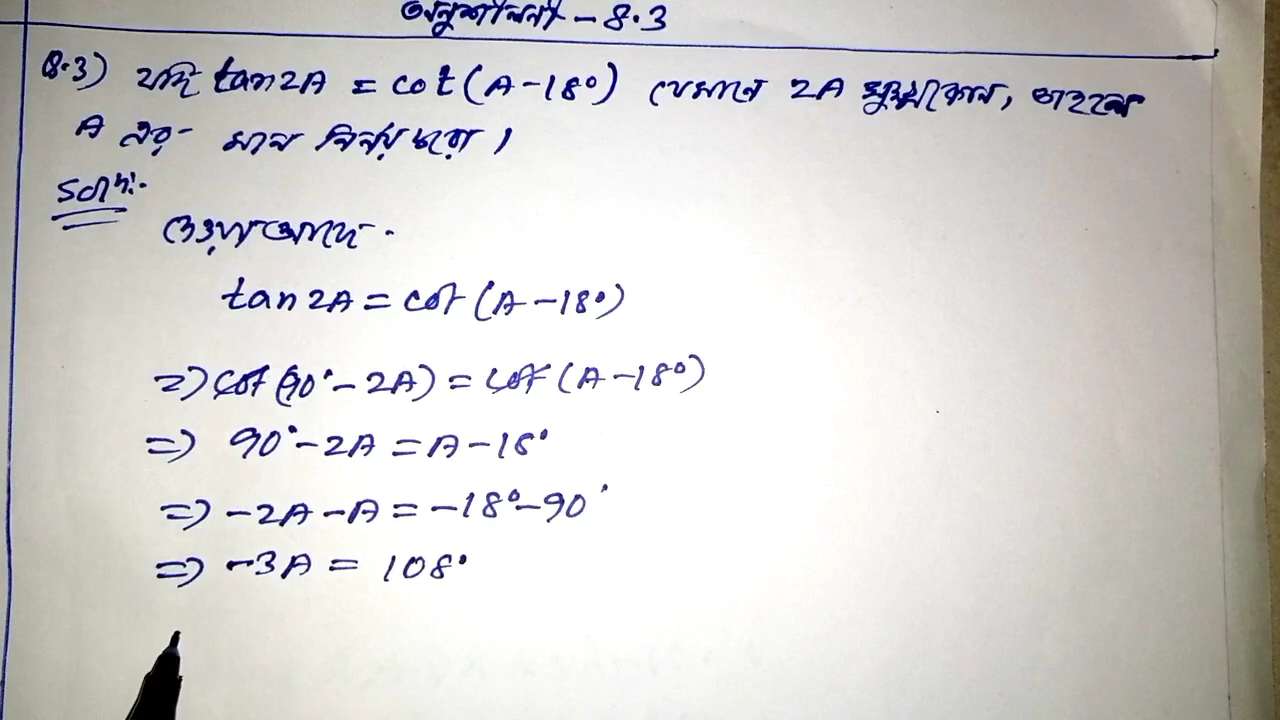 অনুশীলনী - 8.3
8.3) যদি tan2A = cot(A-18°) যেখানে 2A সূক্ষ্মকোণ, তাহলে
A এর মান নির্ণয় করো।
Solⁿ:-
দেওয়া আছে -
tan2A = cot(A-18°)
=> cot(90°-2A) = cot(A-18°)
=> 90°-2A = A-18°
=> -2A-A = -18°-90°
=> -3A = 108°